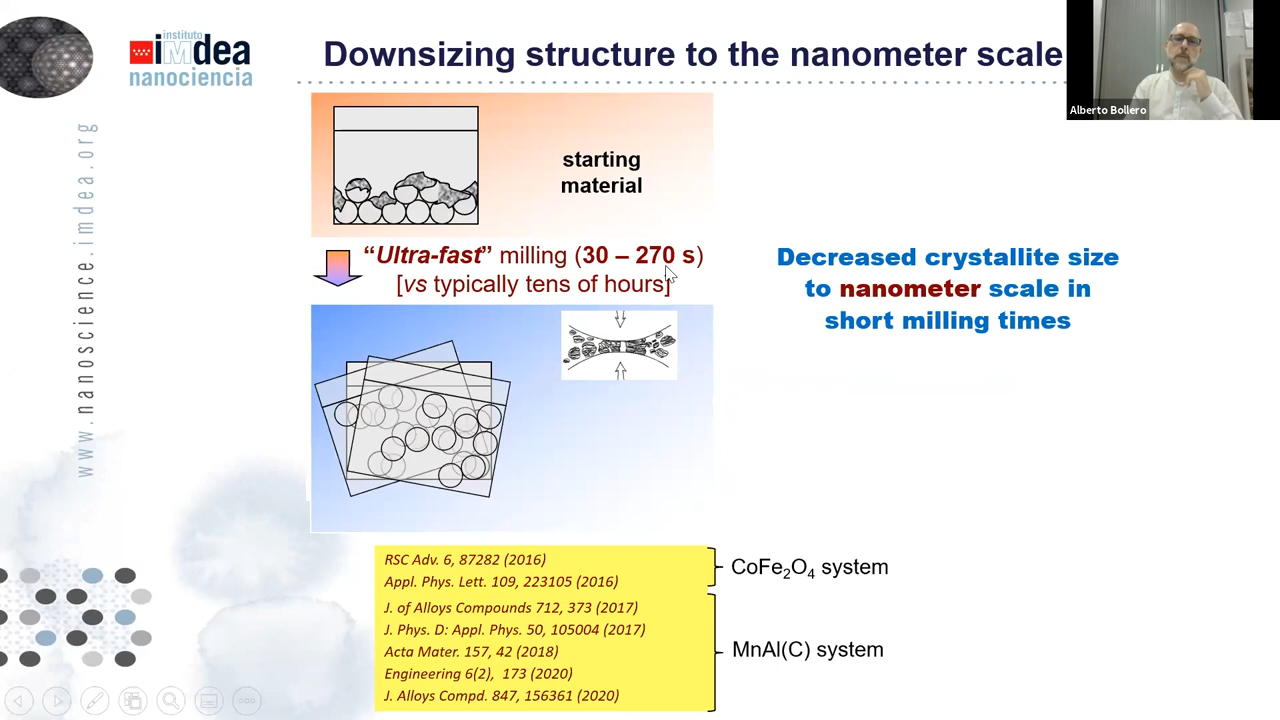 instituto
imdea
nanociencia
Downsizing structure to the nanometer scale
Alberto Bollero
www.nanoscience.imdea.org
starting
material
“Ultra-fast” milling (30 – 270 s)
[vs typically tens of hours]
Decreased crystallite size
to nanometer scale in
short milling times
RSC Adv. 6, 87282 (2016)
Appl. Phys. Lett. 109, 223105 (2016)
CoFe₂O₄ system
J. of Alloys Compounds 712, 373 (2017)
J. Phys. D: Appl. Phys. 50, 105004 (2017)
Acta Mater. 157, 42 (2018)
Engineering 6(2), 173 (2020)
J. Alloys Compd. 847, 156361 (2020)
MnAl(C) system